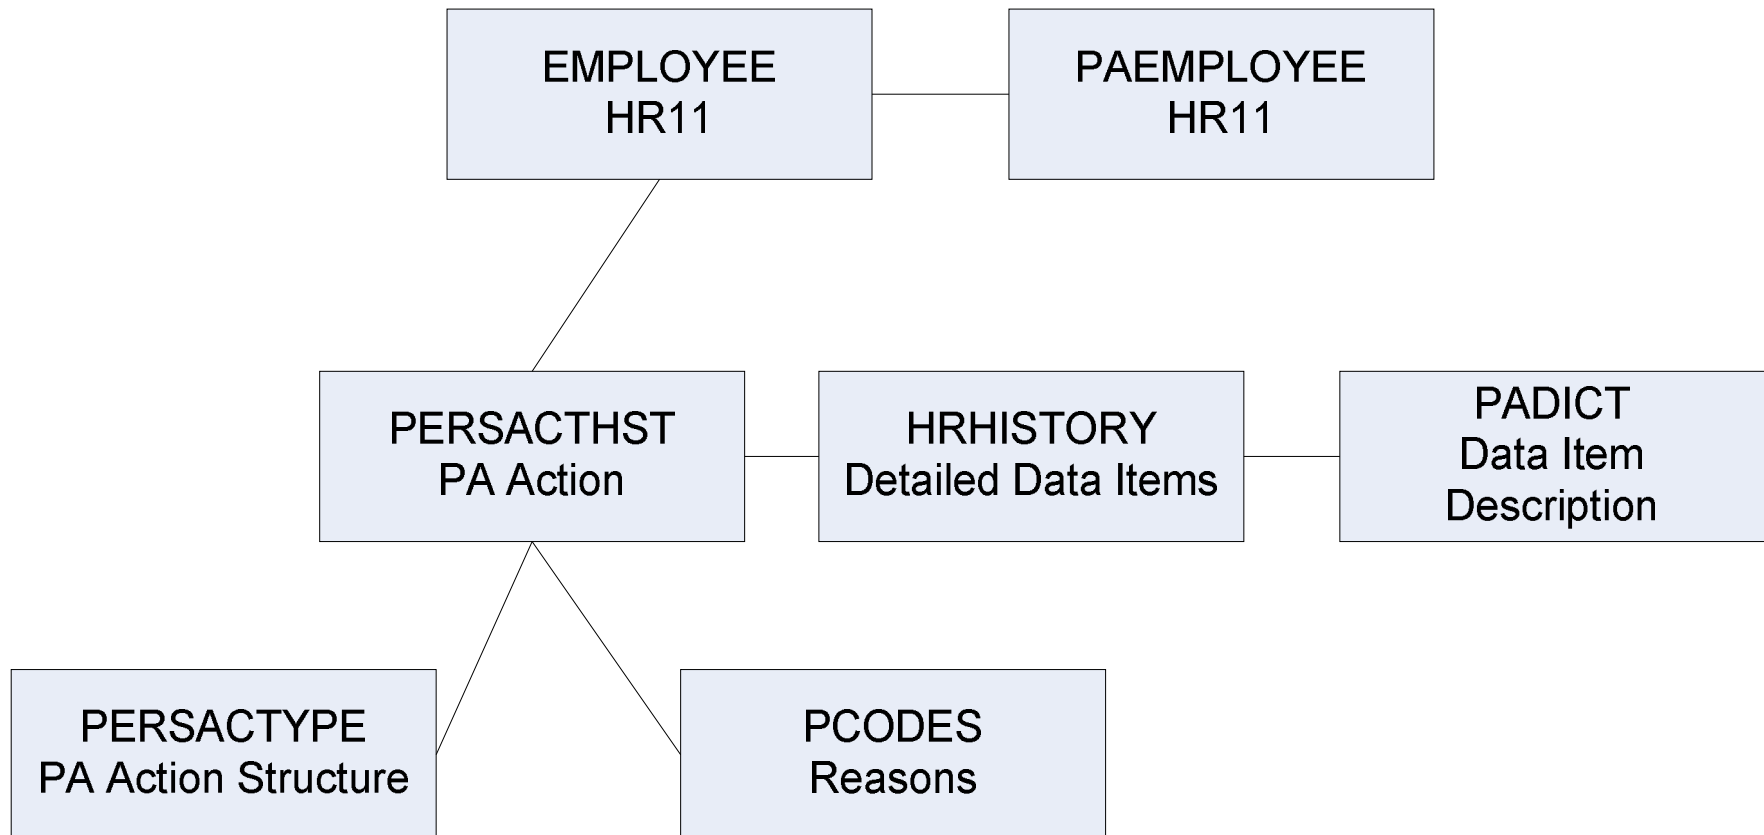 EMPLOYEE
HR11
PAEMPLOYEE
HR11
PERSACTHST
PA Action
HRHISTORY
Detailed Data Items
PADICT
Data Item
Description
PERSACTYPE
PA Action Structure
PCODES
Reasons